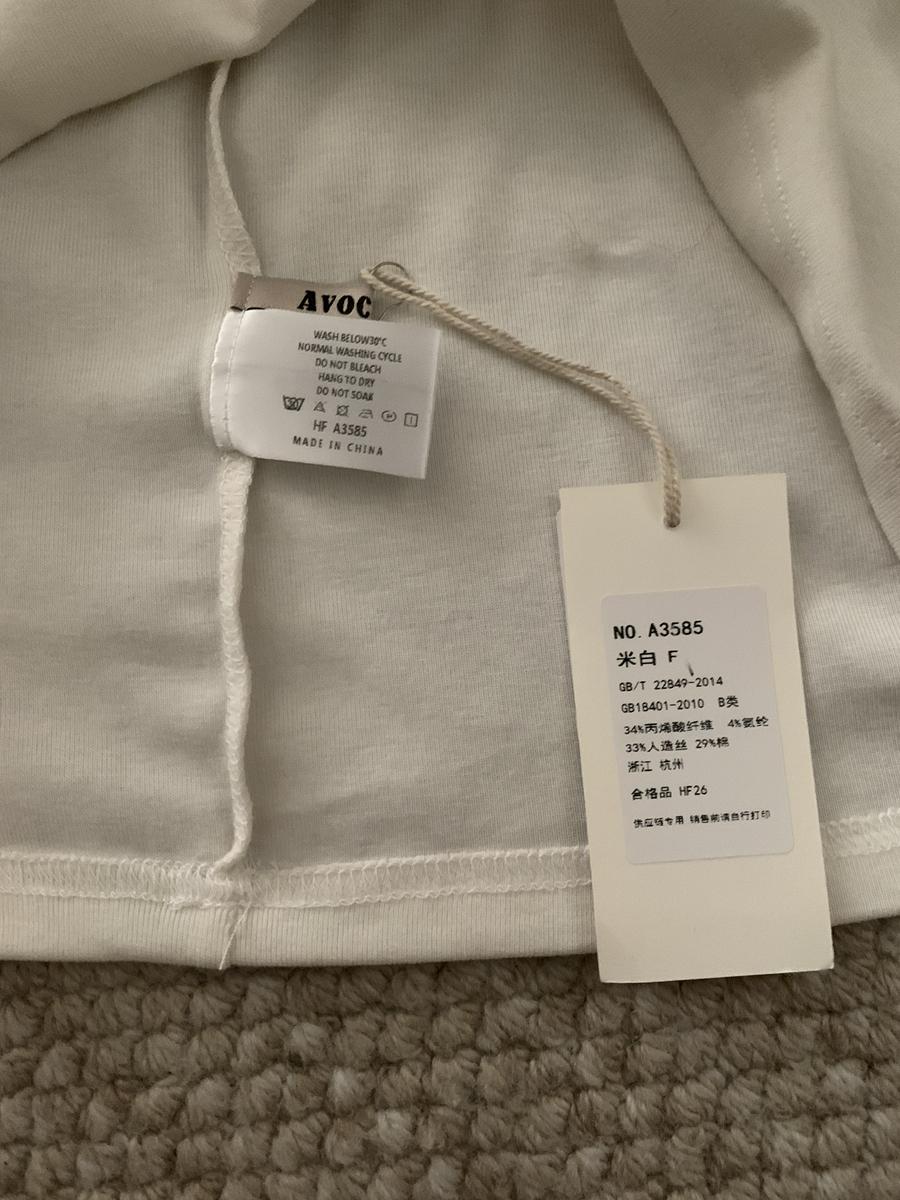 AVOC
WASH BELOW30°C
NORMAL WASHING CYCLE
DO NOT BLEACH
HANG TO DRY
DO NOT SOAK
30
HF A3585
MADE IN CHINA
NO. A3585
米白 F
GB/T 22849-2014
GB18401-2010 B类
34%丙烯酸纤维 4%氨纶
33%人造丝 29%棉
浙江 杭州
合格品 HF26
供应链专用 销售前请自行打印